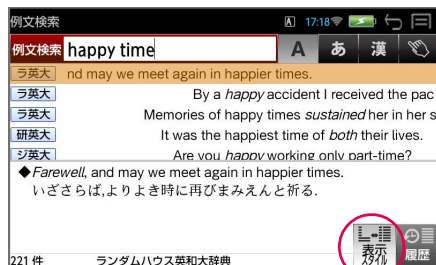 例文検索 A 17:18
例文検索 happy time A あ 漢
ラ英大 nd may we meet again in happier times.
ラ英大 By a happy accident I received the pac
ラ英大 Memories of happy times sustained her in her s
研英大 It was the happiest time of both their lives.
ジ英大 Are you happy working only part-time?
◆Farewell, and may we meet again in happier times.
いざさらば,よりよき時に再びまみえんと祈る.
表示スタイル 履歴
221 件 ランダムハウス英和大辞典